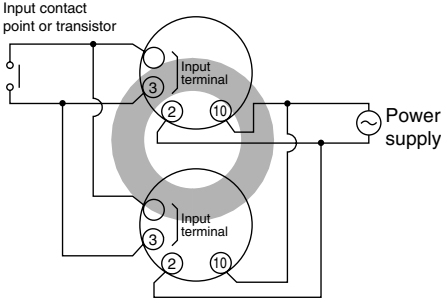 Input contact
point or transistor
Input
terminal
3
2
10
Power
supply
Input
terminal
3
2
10